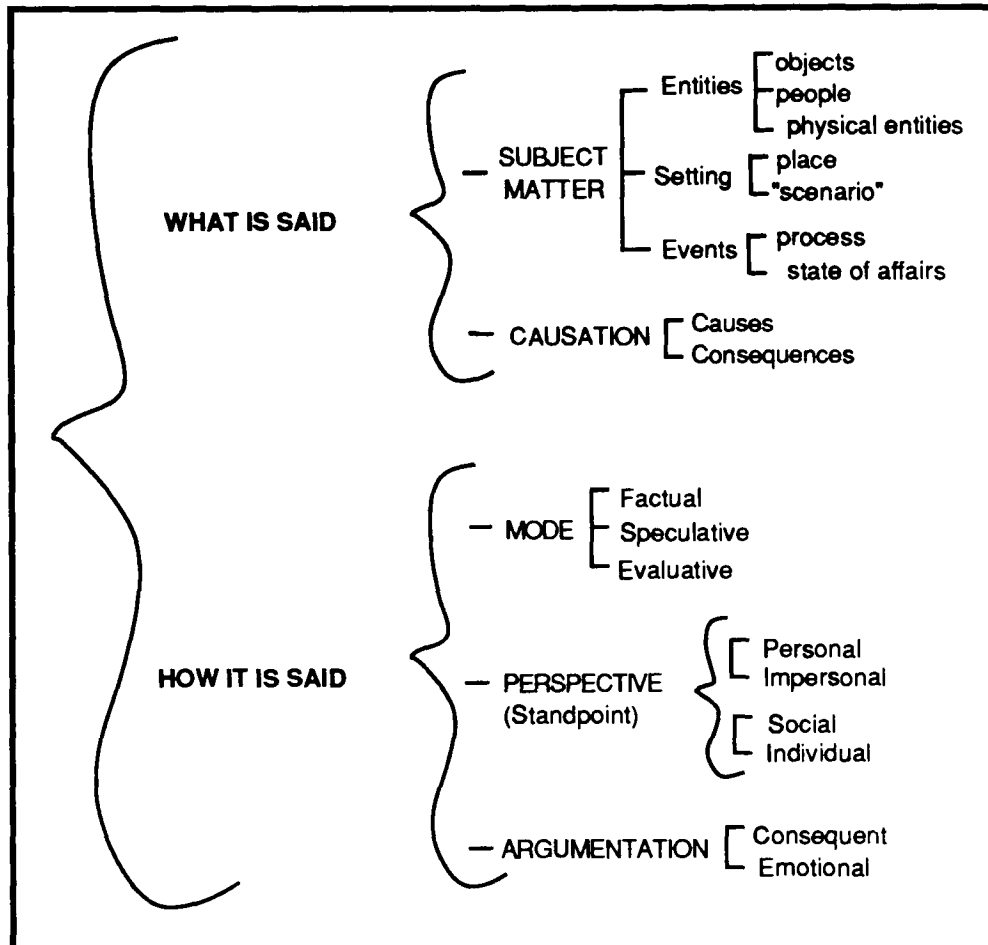 WHAT IS SAID
SUBJECT
MATTER
Entities
objects
people
physical entities
Setting
place
"scenario"
Events
process
state of affairs
CAUSATION
Causes
Consequences
HOW IT IS SAID
MODE
Factual
Speculative
Evaluative
PERSPECTIVE
(Standpoint)
Personal
Impersonal
Social
Individual
ARGUMENTATION
Consequent
Emotional